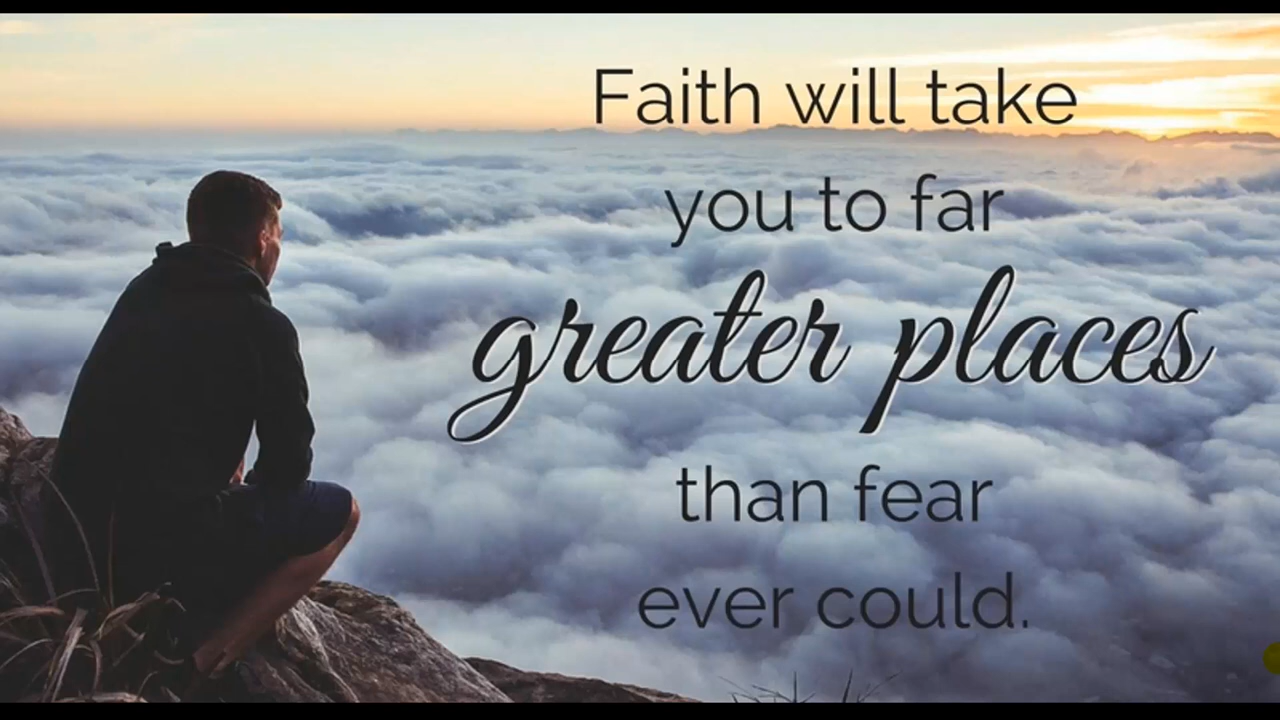 Faith will take
you to far
greater places
than fear
ever could.